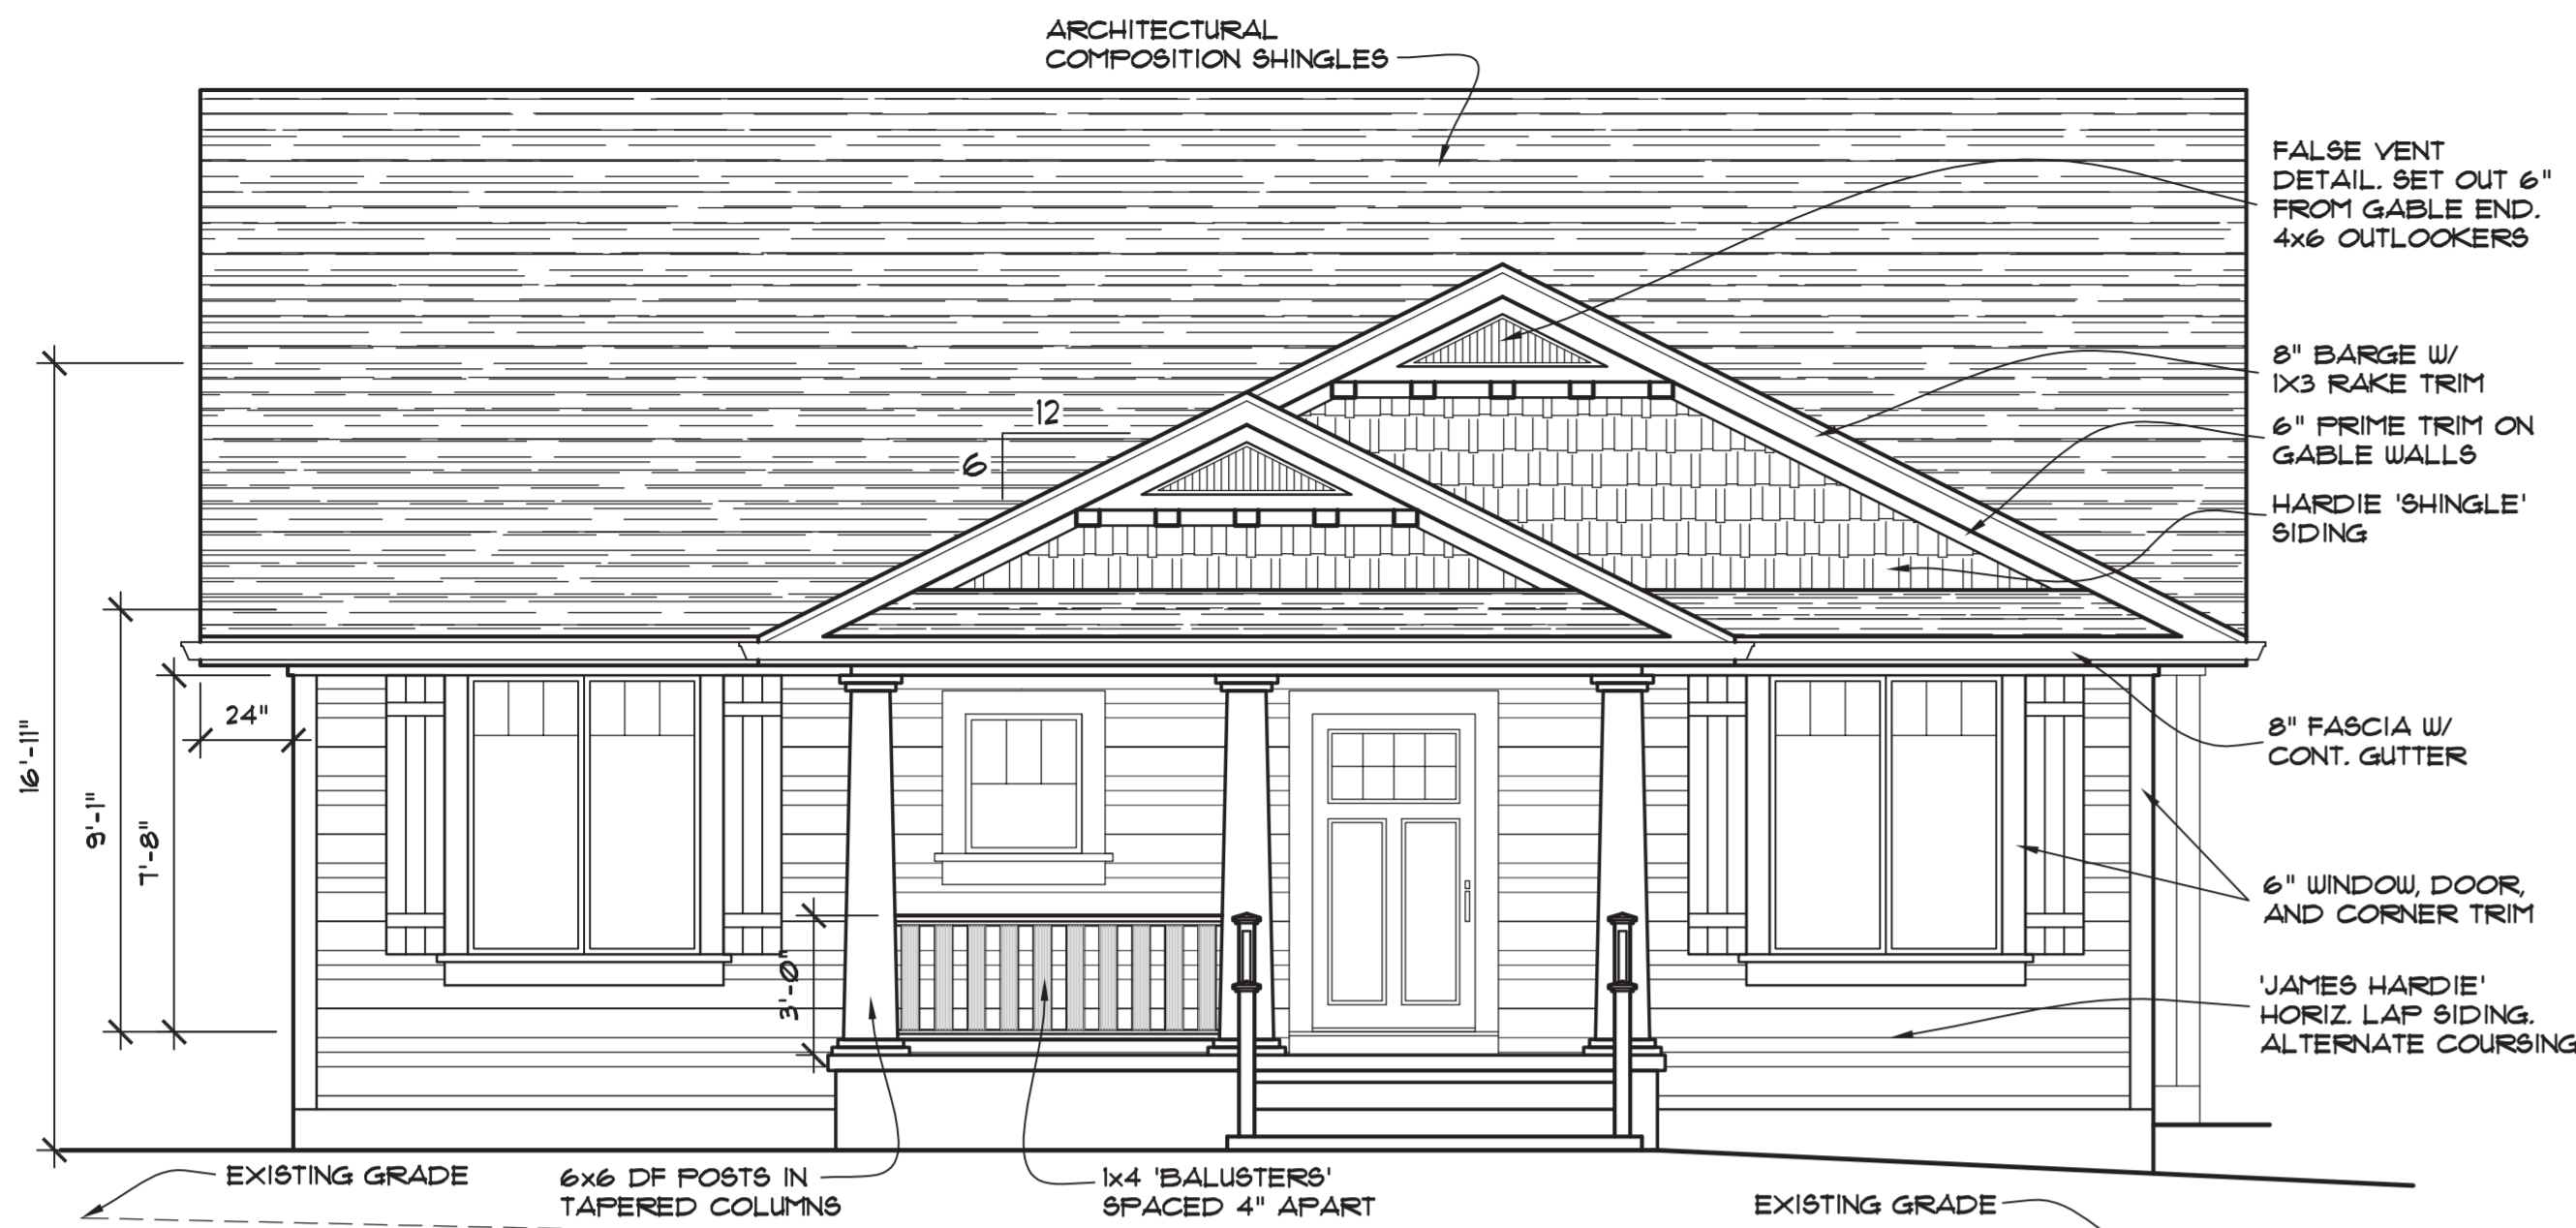 ARCHITECTURAL
COMPOSITION SHINGLES
FALSE VENT
DETAIL. SET OUT 6"
FROM GABLE END.
4x6 OUTLOOKERS
8" BARGE W/
1X3 RAKE TRIM
6" PRIME TRIM ON
GABLE WALLS
HARDIE 'SHINGLE'
SIDING
12
6
24"
16'-11"
9'-1"
7'-8"
3'-0"
8" FASCIA W/
CONT. GUTTER
6" WINDOW, DOOR,
AND CORNER TRIM
'JAMES HARDIE'
HORIZ. LAP SIDING.
ALTERNATE COURSING
EXISTING GRADE
6x6 DF POSTS IN
TAPERED COLUMNS
1x4 'BALUSTERS'
SPACED 4" APART
EXISTING GRADE